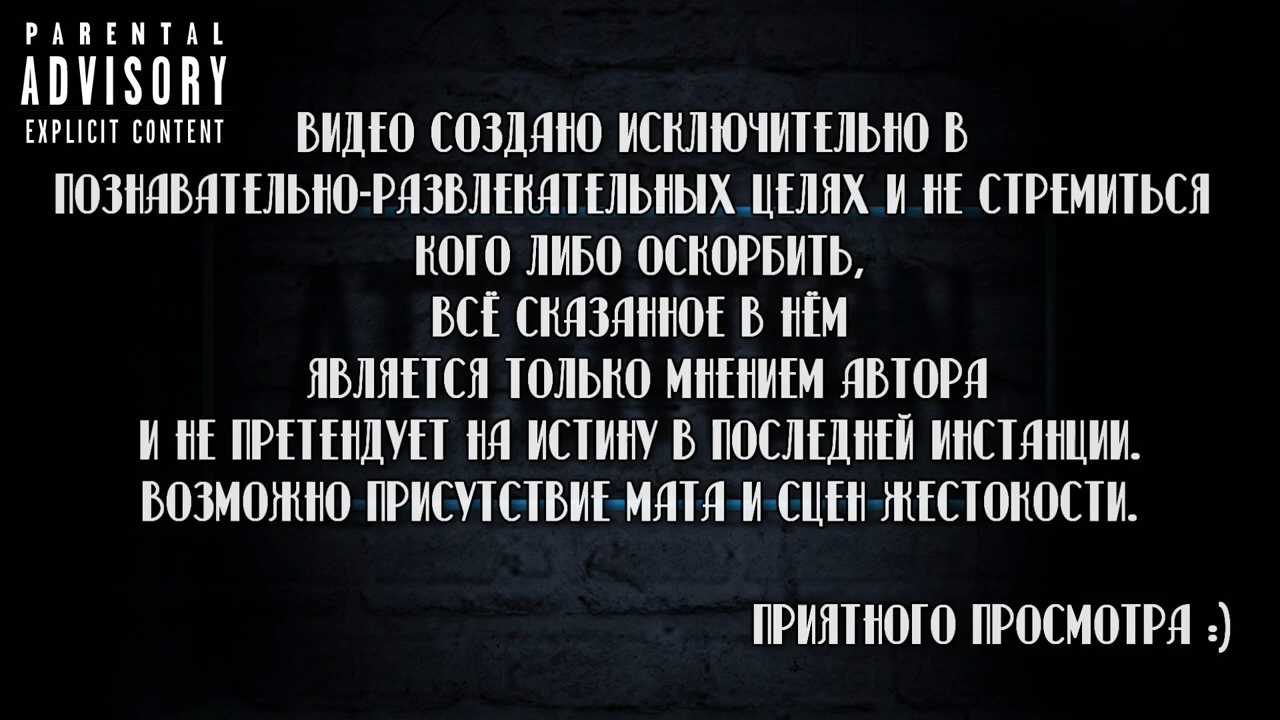 PARENTAL
ADVISORY
EXPLICIT CONTENT
ВИДЕО СОЗДАНО ИСКЛЮЧИТЕЛЬНО В
ПОЗНАВАТЕЛЬНО-РАЗВЛЕКАТЕЛЬНЫХ ЦЕЛЯХ И НЕ СТРЕМИТЬСЯ
КОГО ЛИБО ОСКОРБИТЬ,
ВСЁ СКАЗАННОЕ В НЁМ
ЯВЛЯЕТСЯ ТОЛЬКО МНЕНИЕМ АВТОРА
И НЕ ПРЕТЕНДУЕТ НА ИСТИНУ В ПОСЛЕДНЕЙ ИНСТАНЦИИ.
ВОЗМОЖНО ПРИСУТСТВИЕ МАТА И СЦЕН ЖЕСТОКОСТИ.
ПРИЯТНОГО ПРОСМОТРА :)